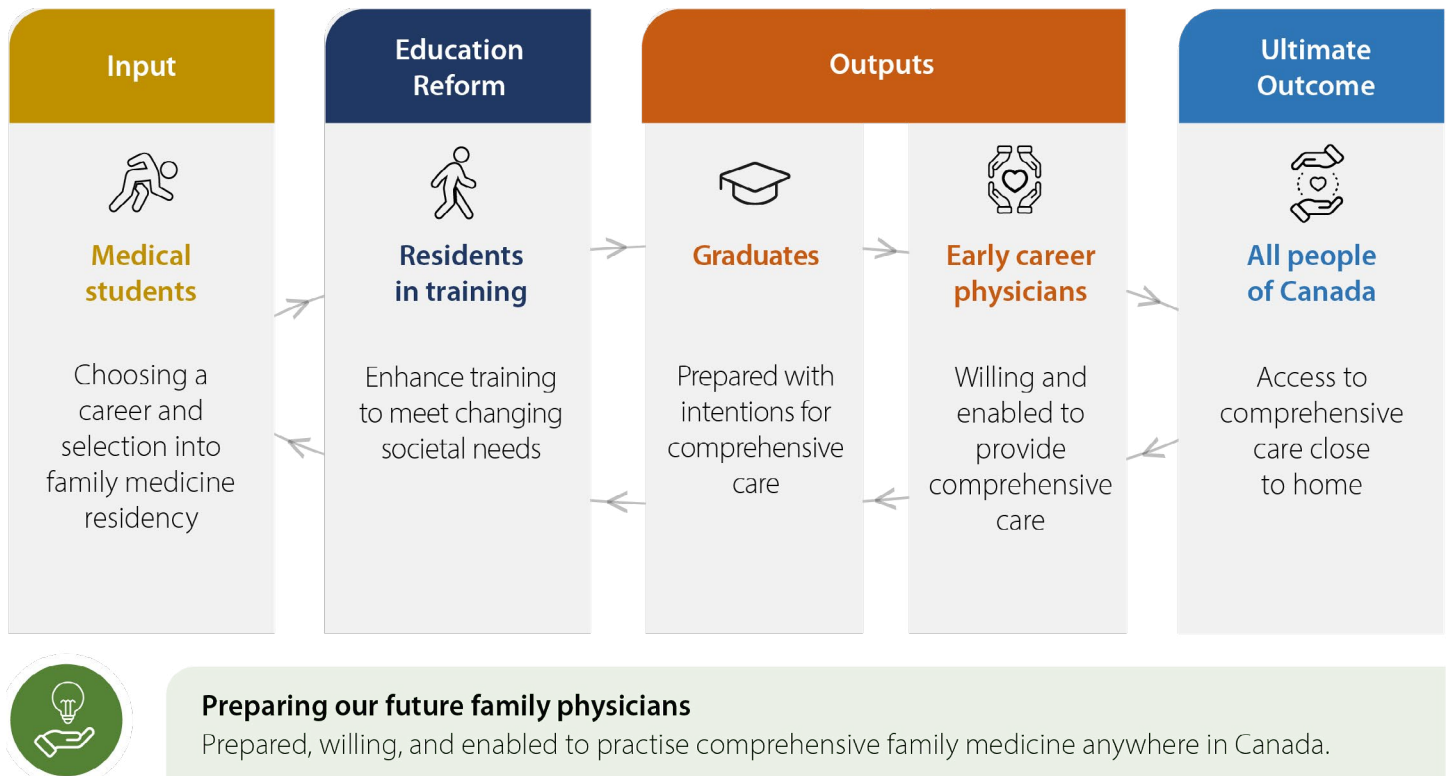 Input
Education
Reform
Outputs
Ultimate
Outcome
Medical
students
Choosing a
career and
selection into
family medicine
residency
Residents
in training
Enhance training
to meet changing
societal needs
Graduates
Prepared with
intentions for
comprehensive
care
Early career
physicians
Willing and
enabled to
provide
comprehensive
care
All people
of Canada
Access to
comprehensive
care close
to home
Preparing our future family physicians
Prepared, willing, and enabled to practise comprehensive family medicine anywhere in Canada.